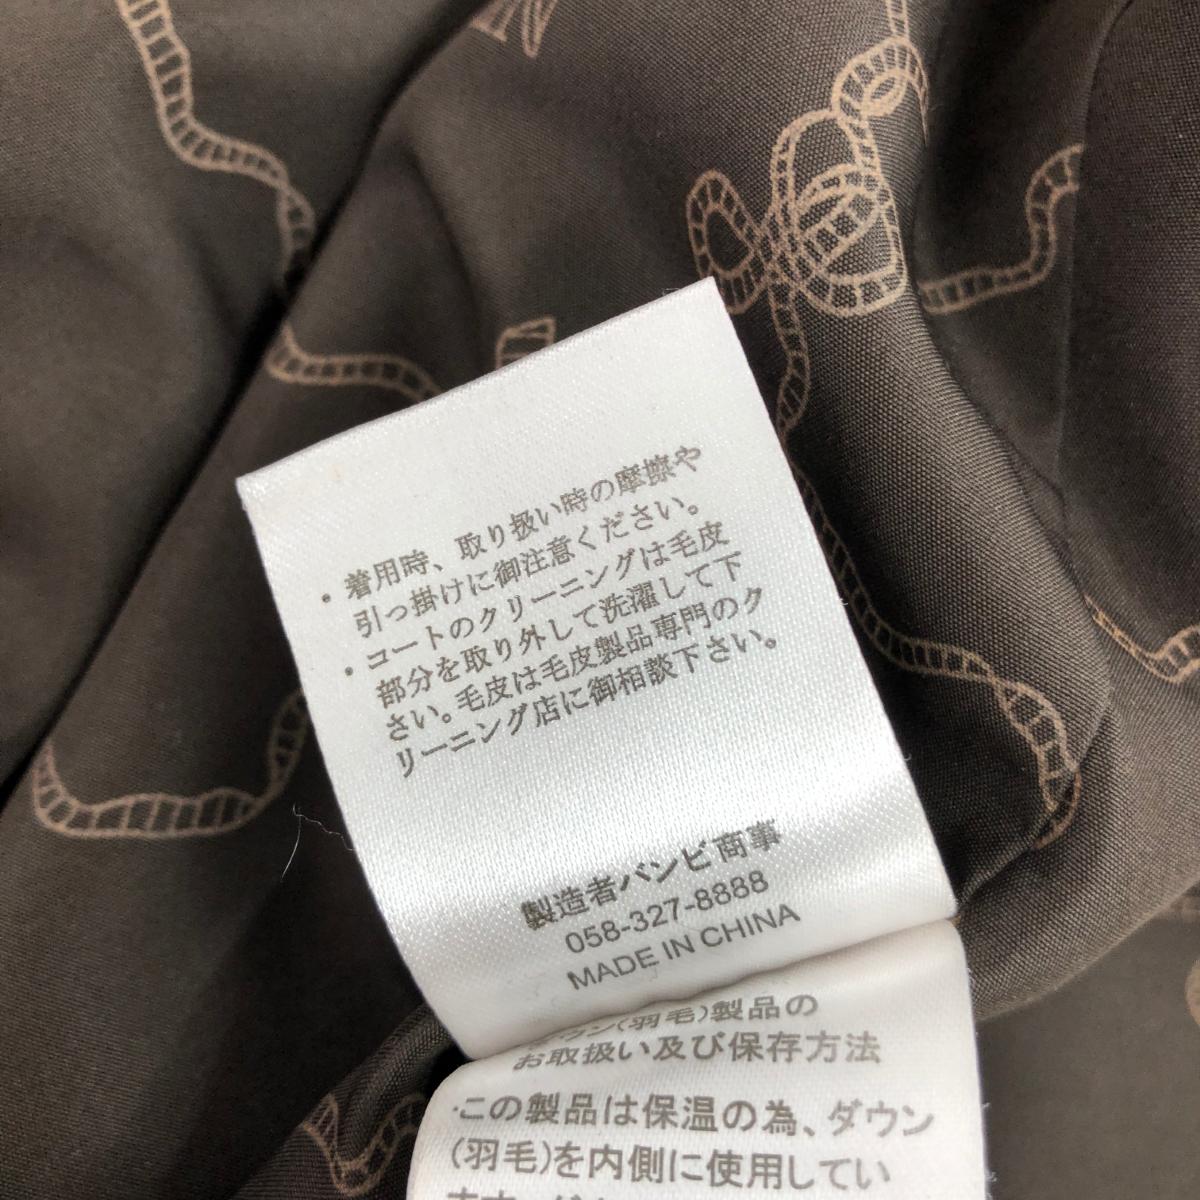 ・着用時、取り扱い時の摩擦や
引っ掛けに御注意ください。
・コートのクリーニングは毛皮
部分を取り外して洗濯して下
さい。毛皮は毛皮製品専門のク
リーニング店に御相談下さい。
製造者バンビ商事
058-327-8888
MADE IN CHINA
ダウン(羽毛)製品の
お取扱い及び保存方法
・この製品は保温の為、ダウン
(羽毛)を内側に使用してい